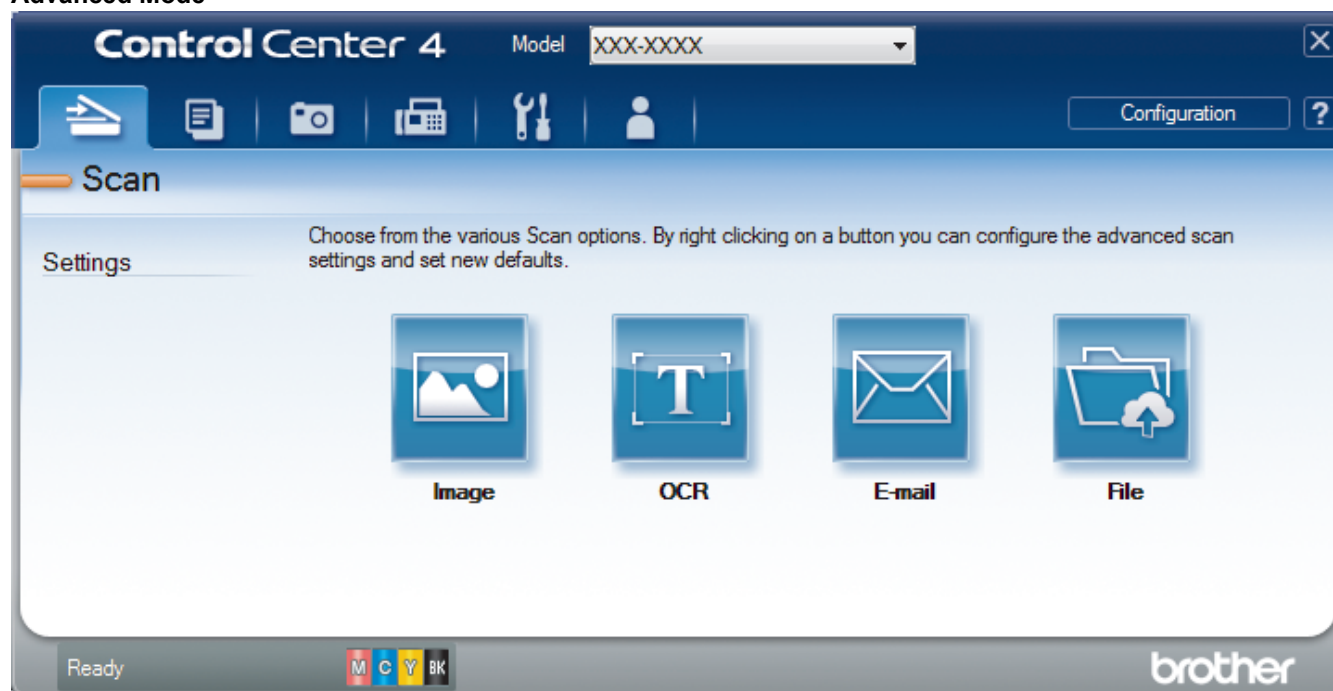 Advanced Mode
Control Center 4
Model
XXX-XXXX
Configuration
?
Scan
Settings
Choose from the various Scan options. By right clicking on a button you can configure the advanced scan
settings and set new defaults.
T
Image
OCR
E-mail
File
Ready
M C Y BK
brother